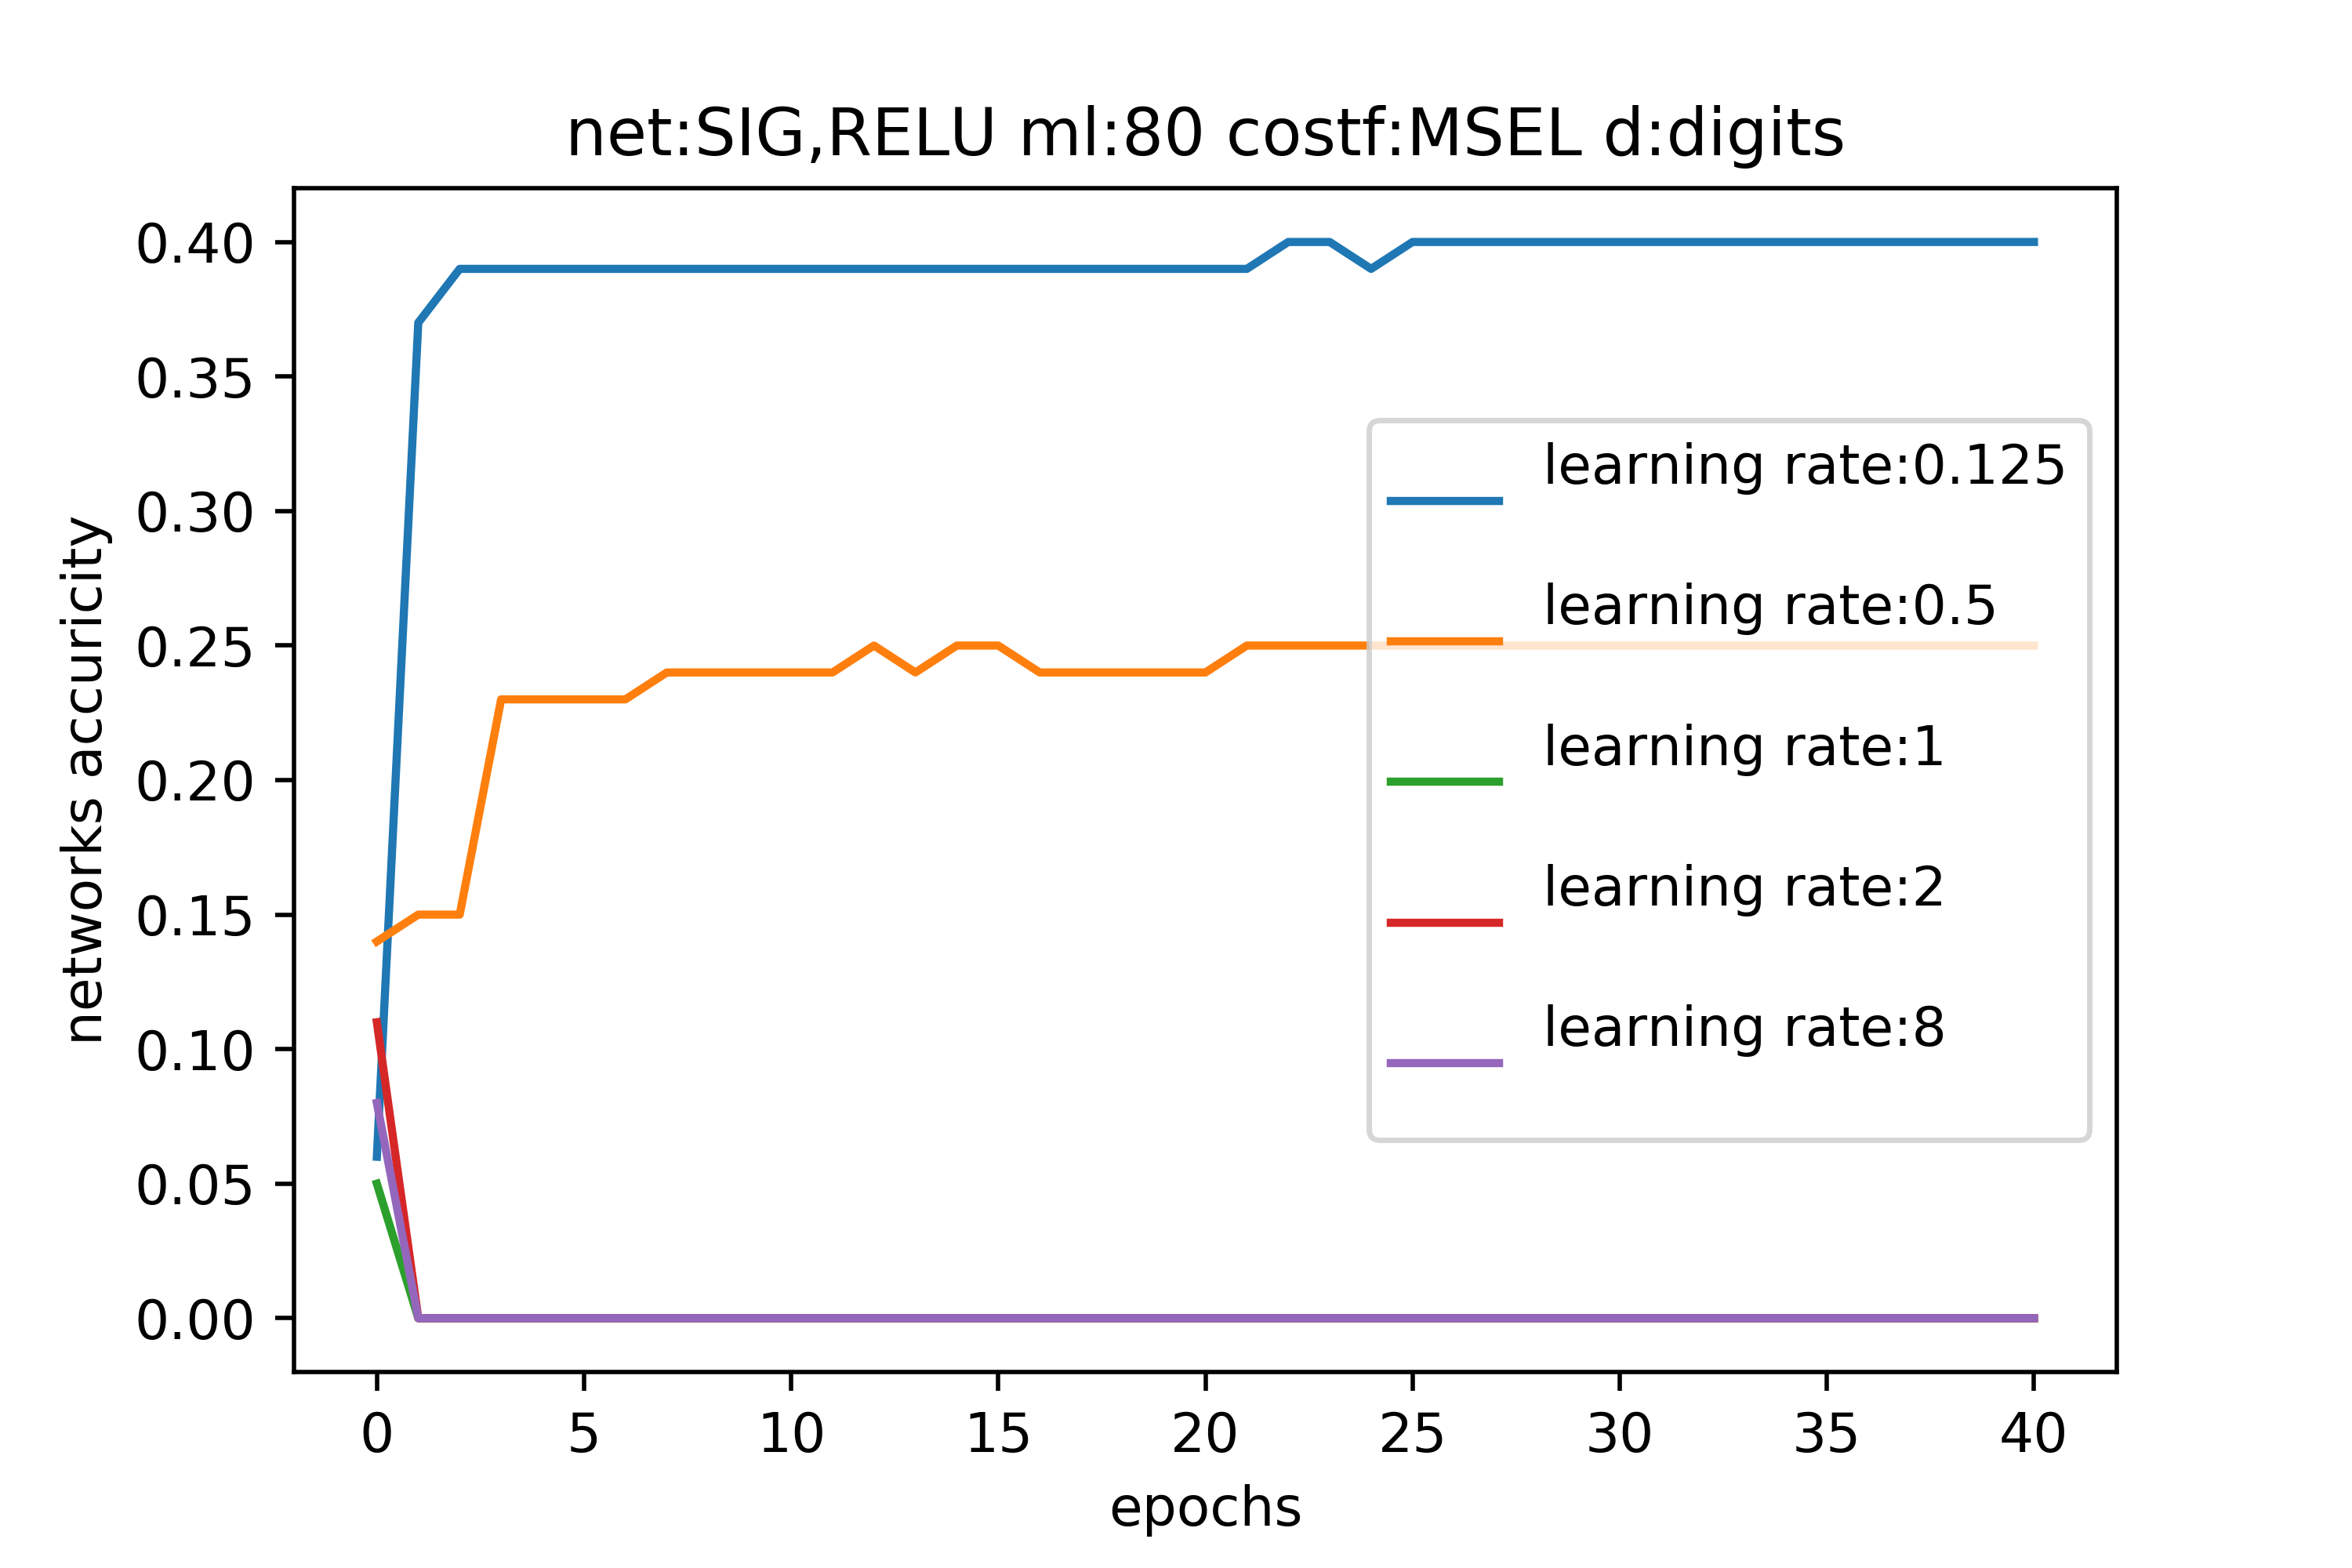 net:SIG,RELU ml:80 costf:MSEL d:digits
networks accuricity
0.40
0.35
0.30
0.25
0.20
0.15
0.10
0.05
0.00
learning rate:0.125
learning rate:0.5
learning rate:1
learning rate:2
learning rate:8
0 5 10 15 20 25 30 35 40
epochs